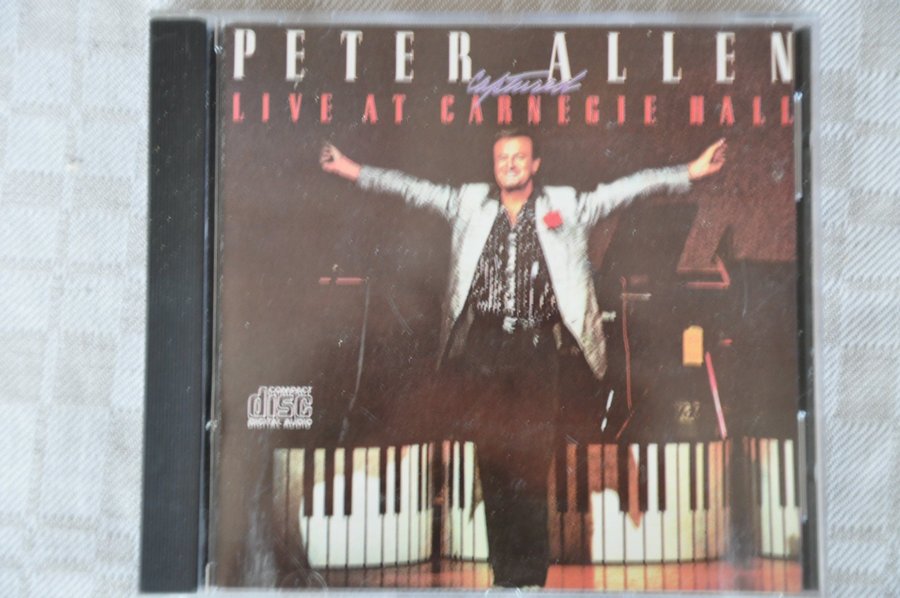 PETER ALLEN
Captured
LIVE AT CARNEGIE HALL
COMPACT
disc
DIGITAL AUDIO